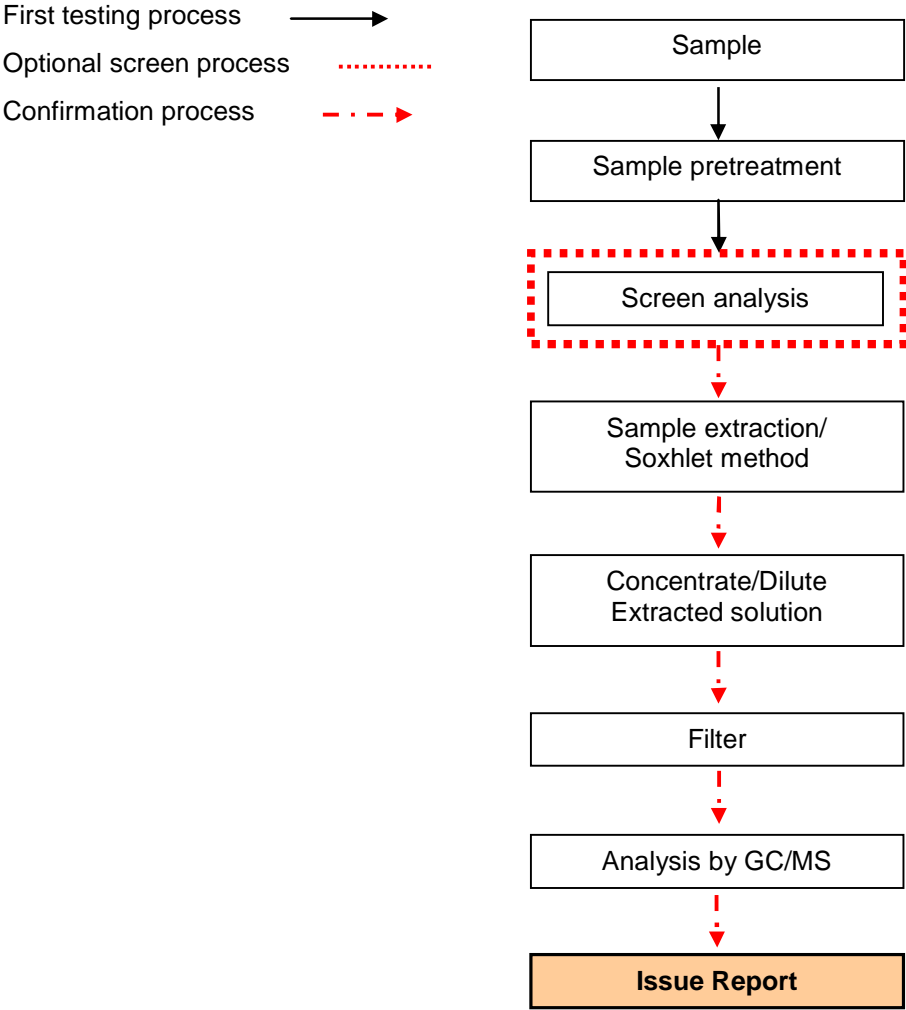 First testing process
Optional screen process
Confirmation process
Sample
Sample pretreatment
Screen analysis
Sample extraction/
Soxhlet method
Concentrate/Dilute
Extracted solution
Filter
Analysis by GC/MS
Issue Report